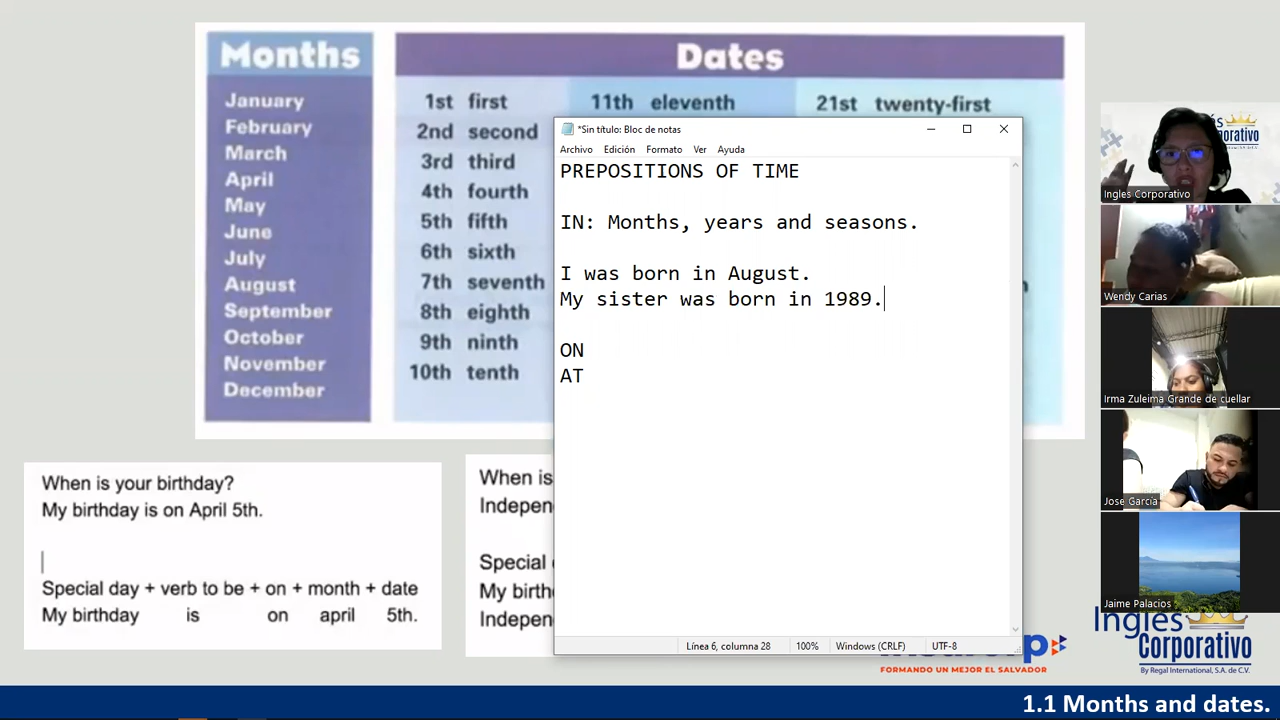 Months
January
February
March
April
May
June
July
August
September
October
November
December
Dates
1st first
2nd second
3rd third
4th fourth
5th fifth
6th sixth
7th seventh
8th eighth
9th ninth
10th tenth
11th eleventh
21st twenty-first
*Sin título: Bloc de notas
Archivo Edición Formato Ver Ayuda
PREPOSITIONS OF TIME
IN: Months, years and seasons.
I was born in August.
My sister was born in 1989.
ON
AT
Línea 6, columna 28 100% Windows (CRLF) UTF-8
When is your birthday?
My birthday is on April 5th.
Special day + verb to be + on + month + date
My birthday is on april 5th.
When is
Indepen
Special
My birth
Indepen
Ingles Corporativo
Wendy Carias
Irma Zuleima Grande de cuellar
Jose García
Jaime Palacios
FORMANDO UN MEJOR EL SALVADOR
Inglés
Corporativo
By Regal International, S.A. de C.V.
1.1 Months and dates.